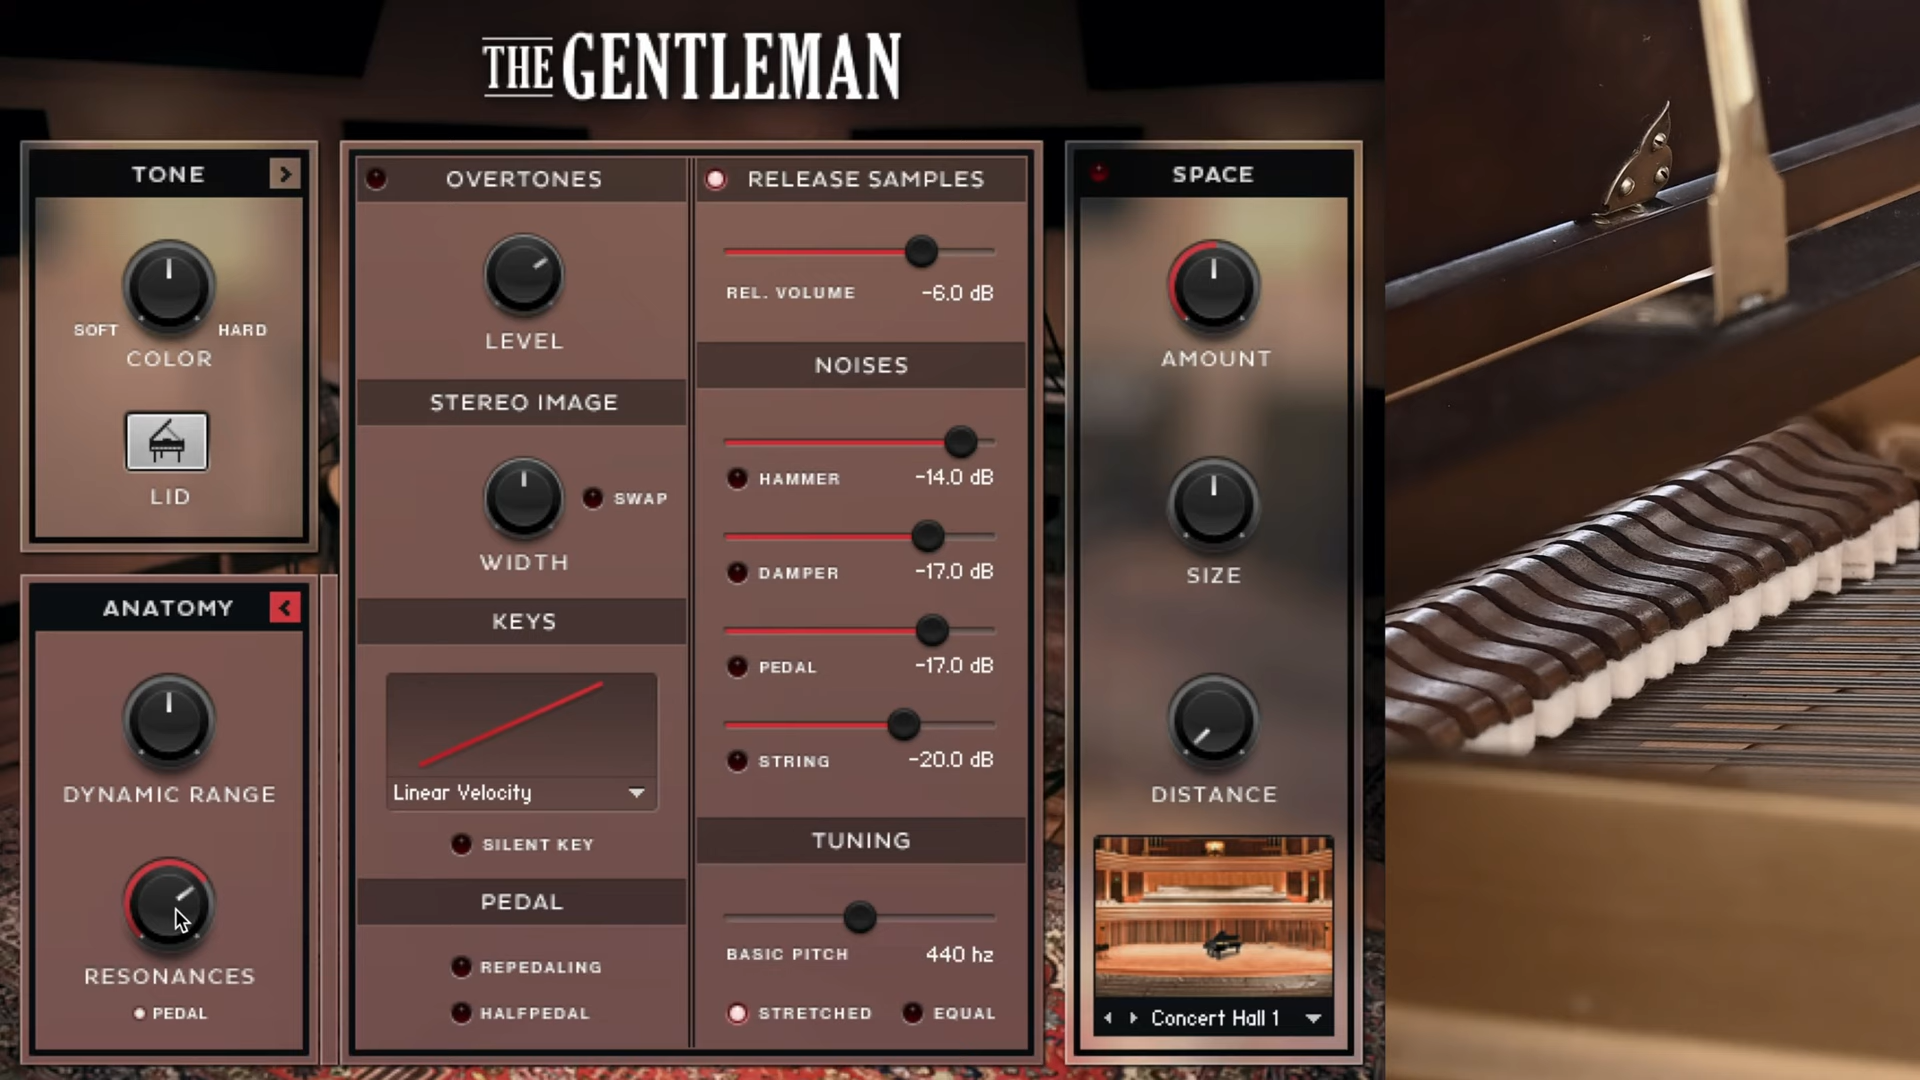 THE GENTLEMAN
TONE
SOFT
HARD
COLOR
LID
ANATOMY
DYNAMIC RANGE
RESONANCES
PEDAL
OVERTONES
LEVEL
STEREO IMAGE
SWAP
WIDTH
KEYS
Linear Velocity
SILENT KEY
PEDAL
REPEDALING
HALFPEDAL
RELEASE SAMPLES
REL. VOLUME -6.0 dB
NOISES
HAMMER -14.0 dB
DAMPER -17.0 dB
PEDAL -17.0 dB
STRING -20.0 dB
TUNING
BASIC PITCH 440 hz
STRETCHED EQUAL
SPACE
AMOUNT
SIZE
DISTANCE
Concert Hall 1